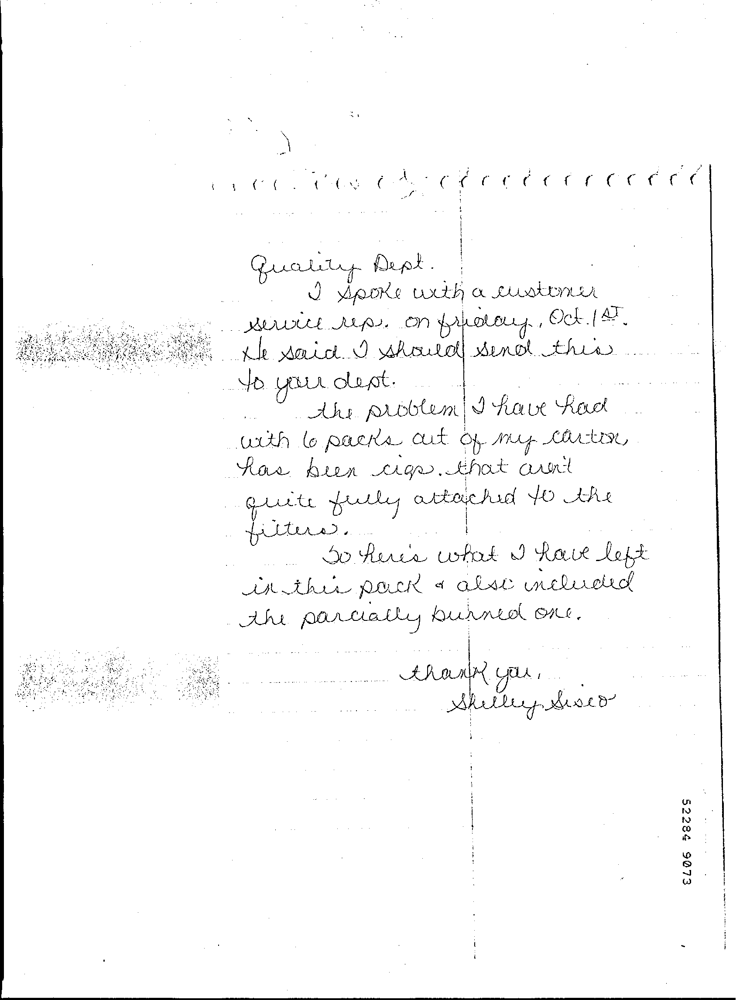 Quality Dept.
I spoke with a customer
service rep. on friday, Oct. 1ST.
He said I should send this
to your dept.
the problem I have had
with 6 packs out of my carton,
has been cigs. that aren't
quite fully attached to the
filters.
So here's what I have left
in this pack & also included
the parcially burned one.
thank you,
Shelley Sisco
52284 9073